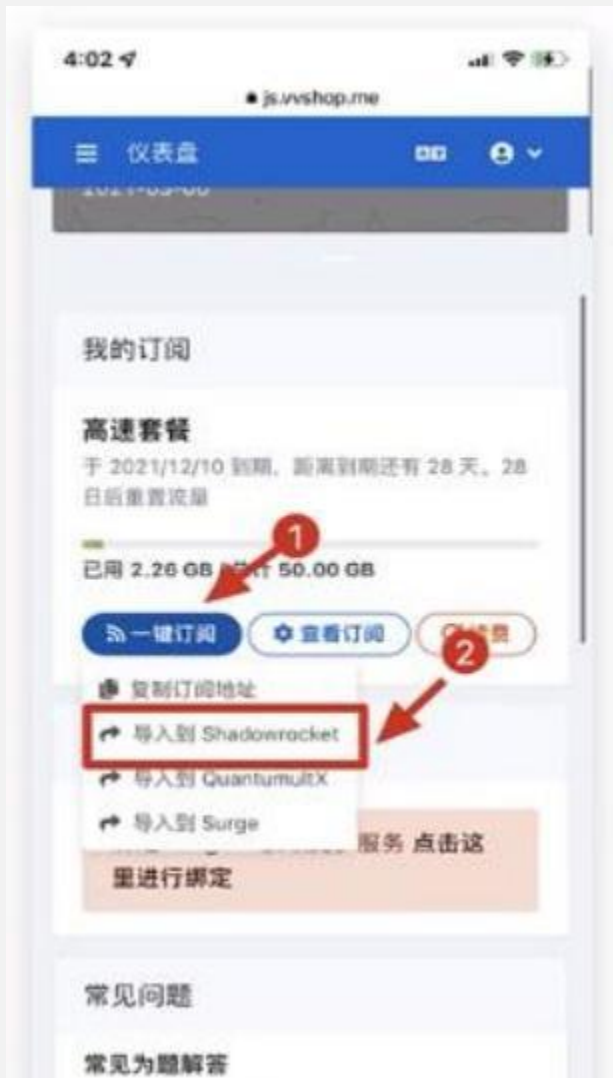 4:02
js.vvshop.me
仪表盘
我的订阅
高速套餐
于 2021/12/10 到期，距离到期还有 28 天。28
日后重置流量
1
已用 2.26 GB 50.00 GB
一键订阅 查看订阅
2
复制订阅地址
导入到 Shadowrocket
导入到 QuantumultX
导入到 Surge
服务 点击这
里进行绑定
常见问题
常见为题解答